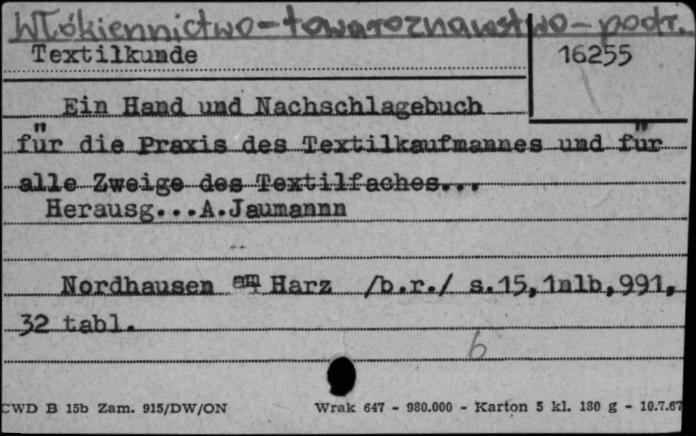 Włókiennictwo - towaroznawstwo - podr.
Textilkunde
16255
Ein Hand und Nachschlagebuch
für die Praxis des Textilkaufmannes und für
alle Zweige des Textilfaches...
Herausg...A.Jaumannn
Nordhausen am Harz /b.r./ s.15,1nlb,991,
32 tabl.
6
CWD B 15b Zam. 915/DW/ON Wrak 647 - 980.000 - Karton 5 kl. 180 g - 10.7.67